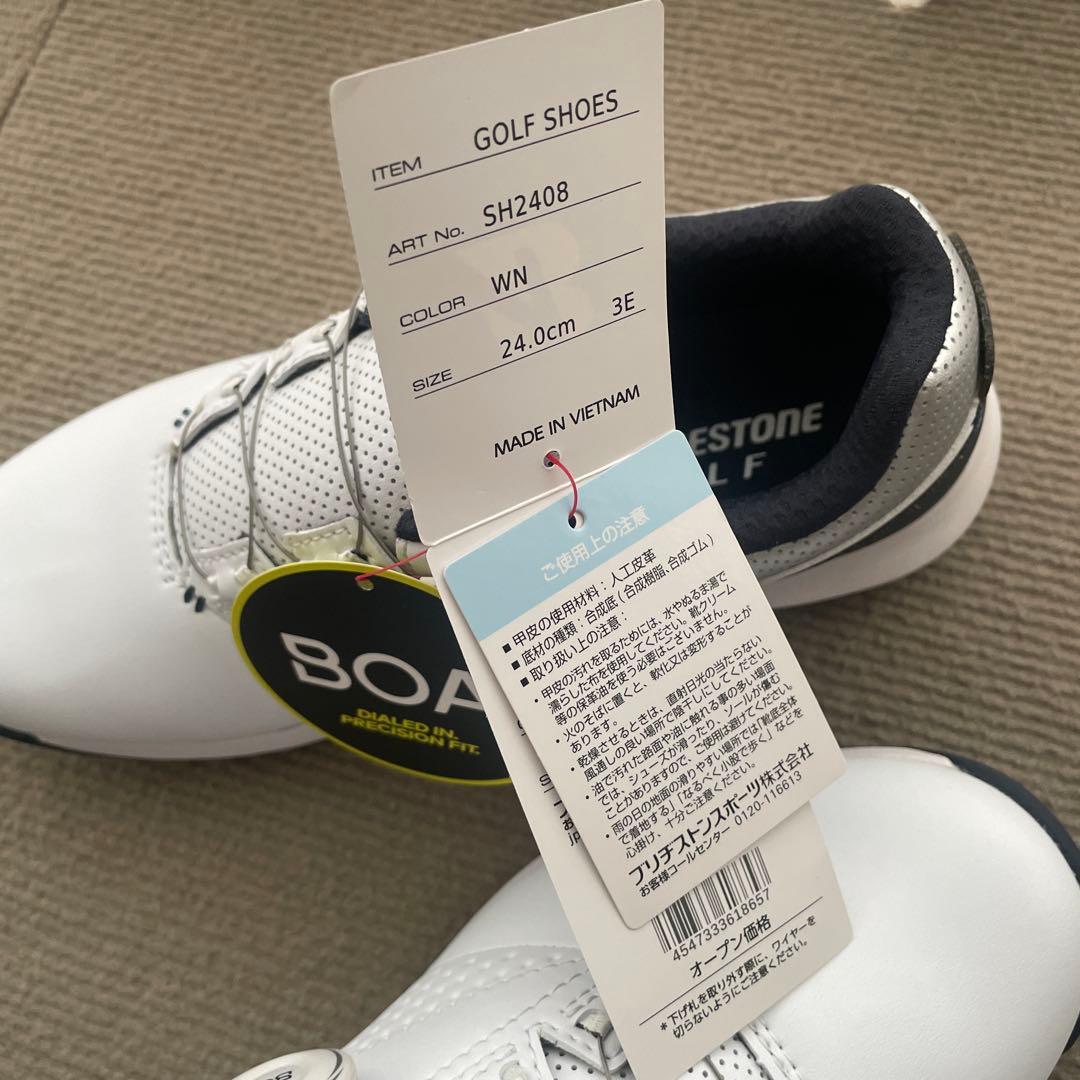 ITEM GOLF SHOES
ART No. SH2408
COLOR WN
SIZE 24.0cm 3E
MADE IN VIETNAM
ESTONE
L F
BOA
DIALED IN.
PRECISION FIT.
ご使用上の注意
■甲皮の使用材料：人工皮革
■底材の種類：合成底(合成樹脂、合成ゴム)
■取り扱い上の注意：
・甲皮の汚れを取るためには、水やぬるま湯で
濡らした布を使用してください。靴クリーム
等の保革油を使う必要はございません。
・火のそばに置くと、軟化又は変形することが
あります。
・乾燥させるときは、直射日光の当たらない
風通しの良い場所で陰干しにしてください。
・油で汚れた路面や油に触れる事の多い場面
では、シューズが滑ったり、ソールが傷む
ことがありますので、ご使用は避けてください。
・雨の日の地面の滑りやすい場所では「靴底全体
で着地する」「なるべく小股で歩く」などを
心掛け、十分ご注意ください。
ブリヂストンスポーツ株式会社
お客様コールセンター 0120-116613
4547333618657
オープン価格
＊下げ札を取り外す際に、ワイヤーを
切らないようにご注意ください。